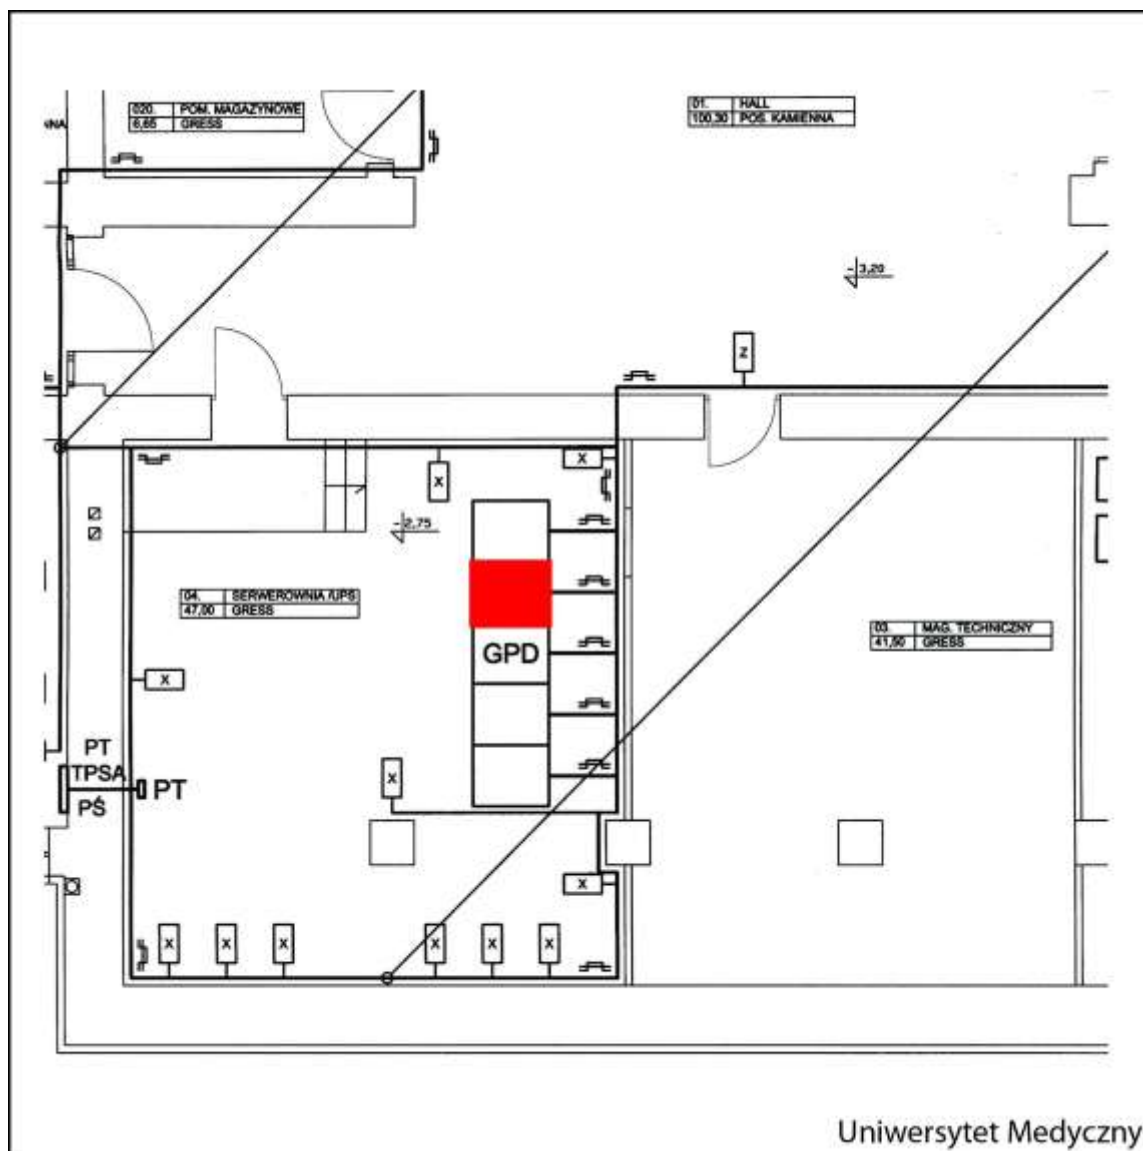 020. POM. MAGAZYNOWE
6,65 GRESS
01. HALL
100,30 POS. KAMIENNA
- 3,20
Z
X
X
- 2,75
04. SERWEROWNIA /UPS
47,00 GRESS
03. MAG. TECHNICZNY
41,50 GRESS
GPD
X
PT
TPSA
PT
X
PŚ
X
X
X
X
X
X
X
Uniwersytet Medyczny